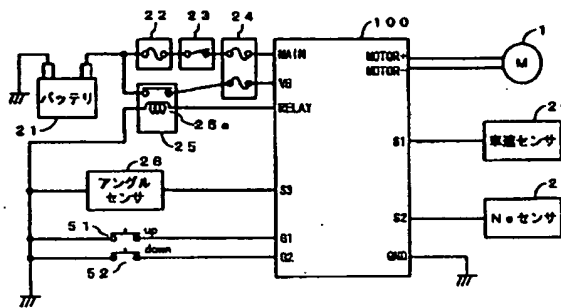 22 23 24 100 1
MAIN MOTOR+ M
MOTOR-
VB
バッテリ RELAY
21 26a
25
26 S1 車速センサ
アングル
センサ S3
S2 Neセンサ
51 up G1
down G2 GND
52